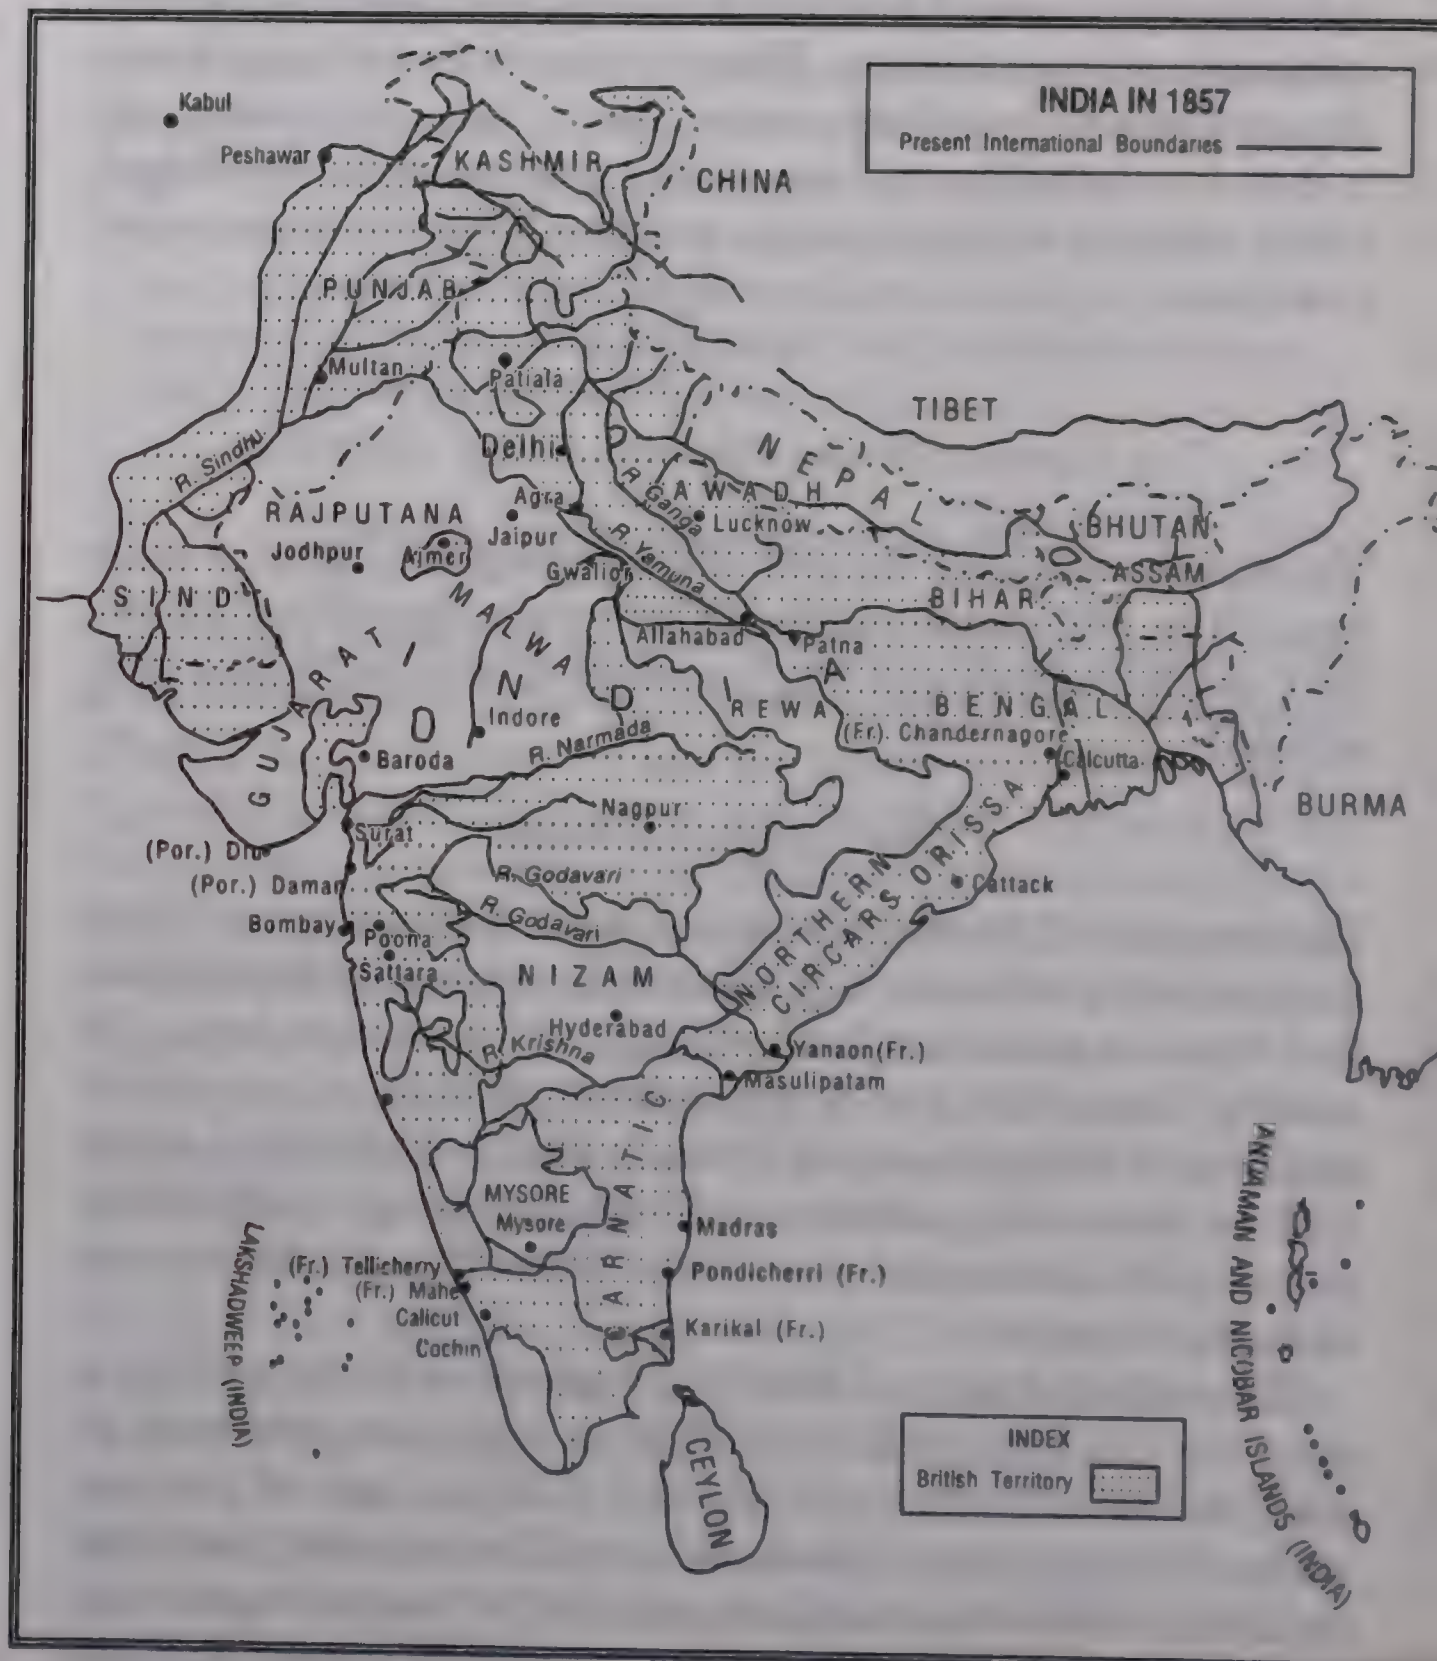 INDIA IN 1857
Present International Boundaries
Kabul
Peshawar
KASHMIR
CHINA
PUNJAB
Multan
Patiala
TIBET
Delhi
NEPAL
R. Sindhu
R. Ganga
AWADH
Agra
Lucknow
RAJPUTANA
Jaipur
BHUTAN
Jodhpur
Ajmer
R. Yamuna
Gwalior
ASSAM
SIND
MALWA
BIHAR
Allahabad
Patna
GUJARAT
INDIA
REWA
BENGAL
Indore
(Fr.) Chandernagore
R. Narmada
Baroda
Calcutta
Nagpur
BURMA
Surat
(Por.) Diu
R. Godavari
(Por.) Daman
ORISSA
Cattack
R. Godavari
NORTHERN
CIRCARS
Bombay
Poona
Sattara
NIZAM
Hyderabad
R. Krishna
Yanaon (Fr.)
Masulipatam
CARNATIC
MYSORE
Mysore
Madras
(Fr.) Tellicherry
Pondicherri (Fr.)
(Fr.) Mahe
Calicut
Karikal (Fr.)
Cochin
LAKSHADWEEP (INDIA)
ANDAMAN AND NICOBAR ISLANDS (INDIA)
CEYLON
INDEX
British Territory